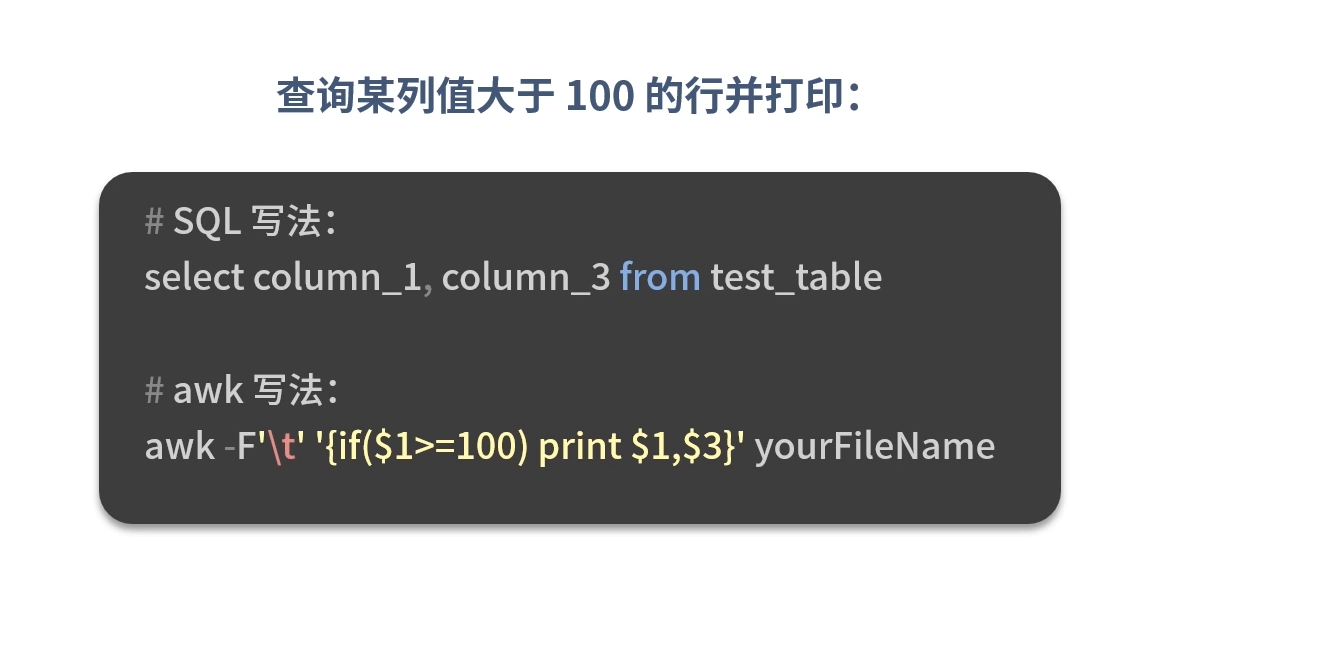 查询某列值大于 100 的行并打印：
# SQL 写法：
select column_1, column_3 from test_table
# awk 写法：
awk -F'\t' '{if($1>=100) print $1,$3}' yourFileName